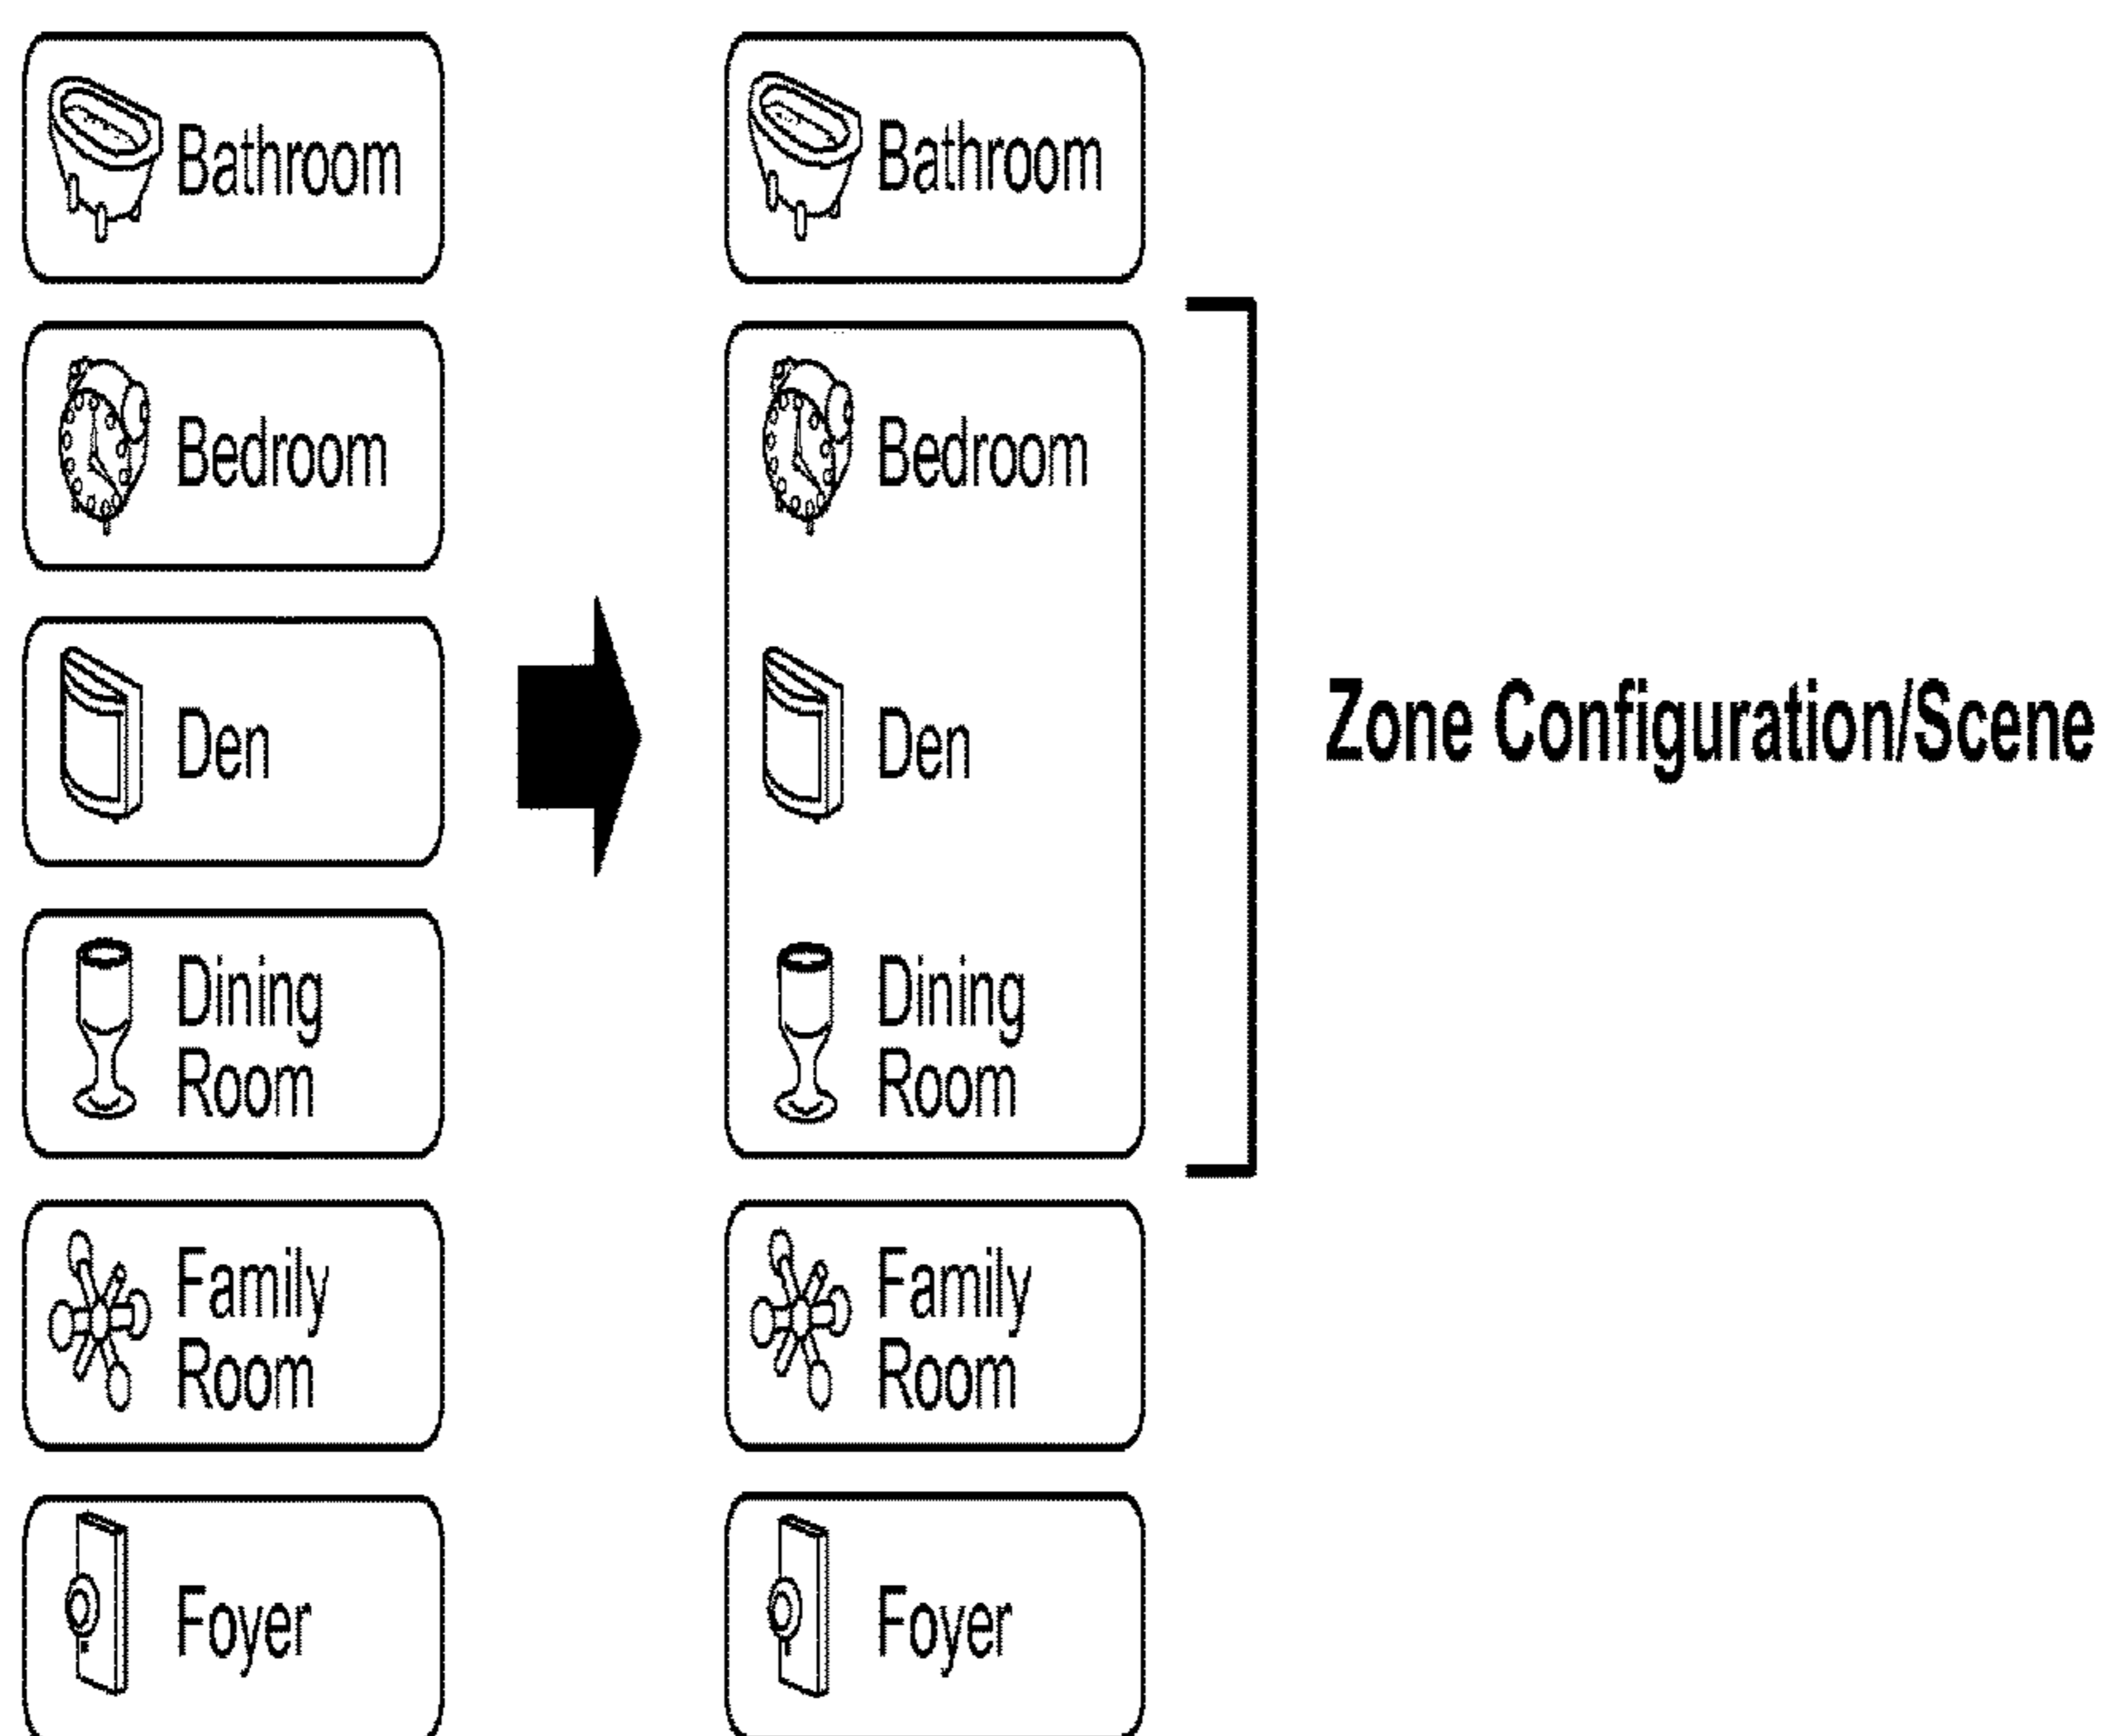 Bathroom
Bedroom
Den
Dining
Room
Family
Room
Foyer
Bathroom
Bedroom
Den
Dining
Room
Family
Room
Foyer
Zone Configuration/Scene